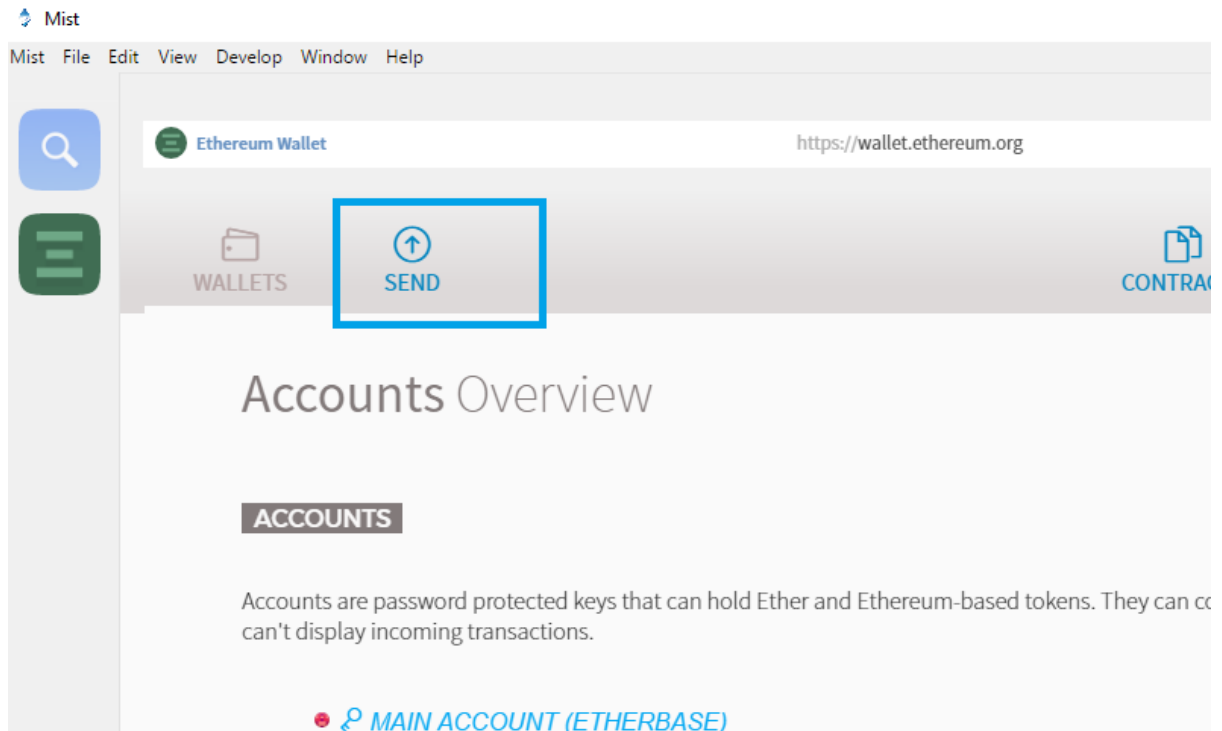 Mist
Mist File Edit View Develop Window Help
Ethereum Wallet https://wallet.ethereum.org
WALLETS SEND
Accounts Overview
ACCOUNTS
Accounts are password protected keys that can hold Ether and Ethereum-based tokens. They can
can't display incoming transactions.
MAIN ACCOUNT (ETHERBASE)